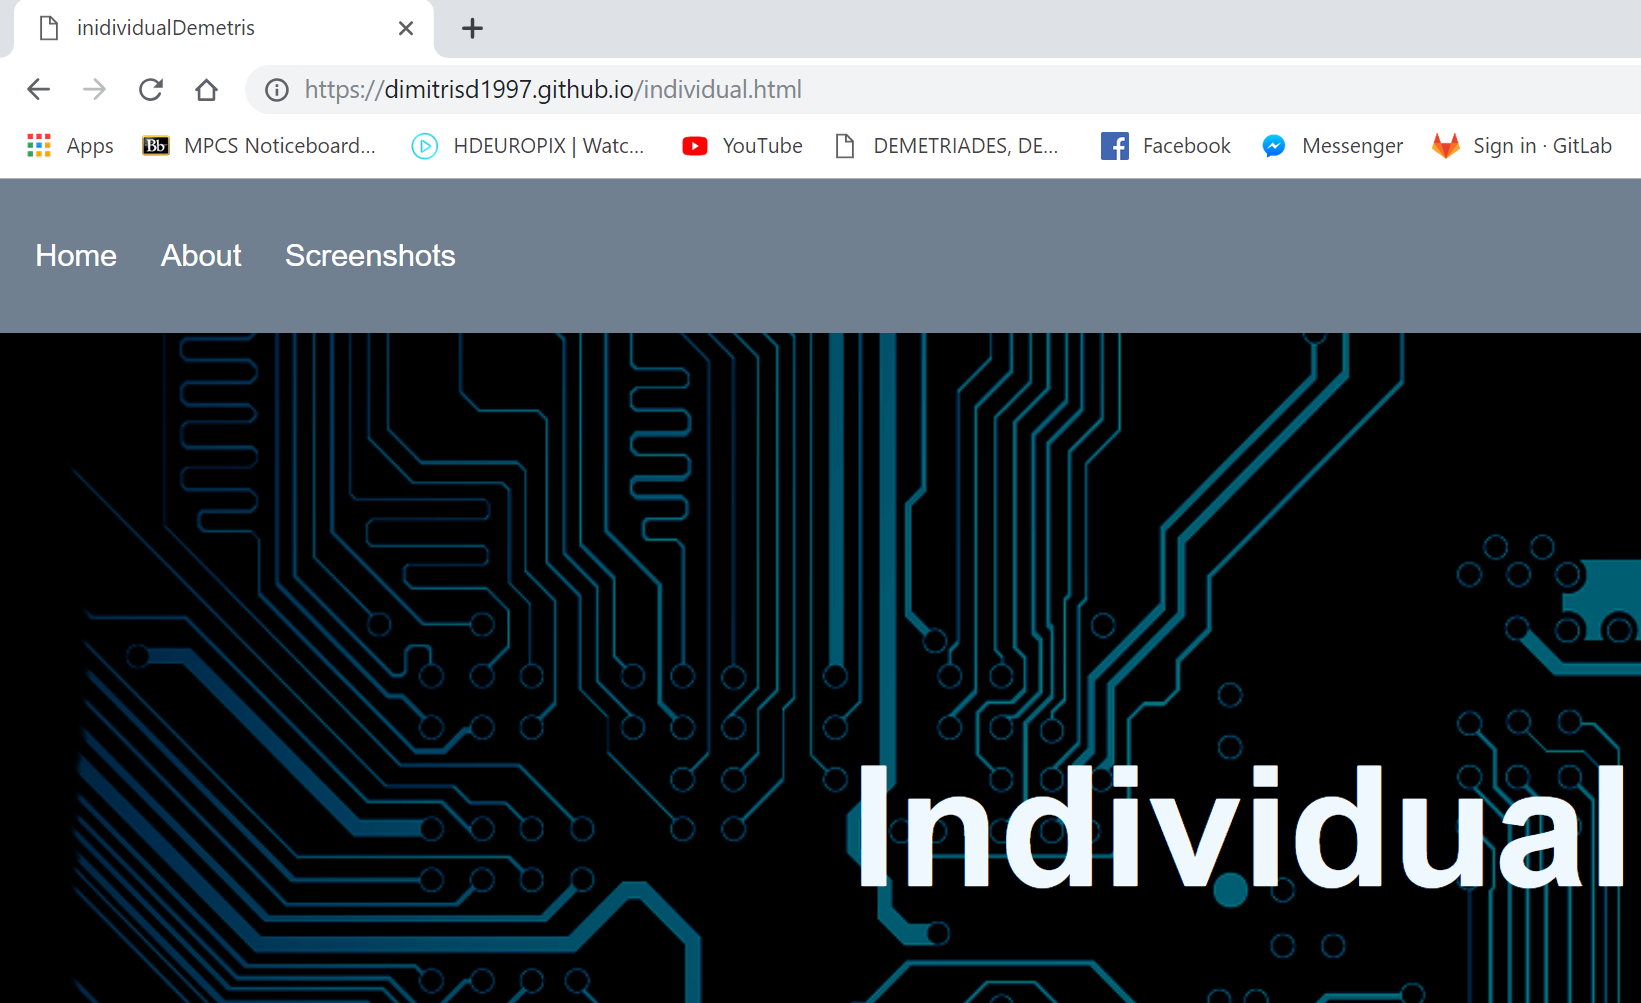 inidividualDemetris
https://dimitrisd1997.github.io/individual.html
Apps Bb MPCS Noticeboard... HDEUROPIX | Watc... YouTube DEMETRIADES, DE... Facebook Messenger Sign in · GitLab
Home About Screenshots
Individual